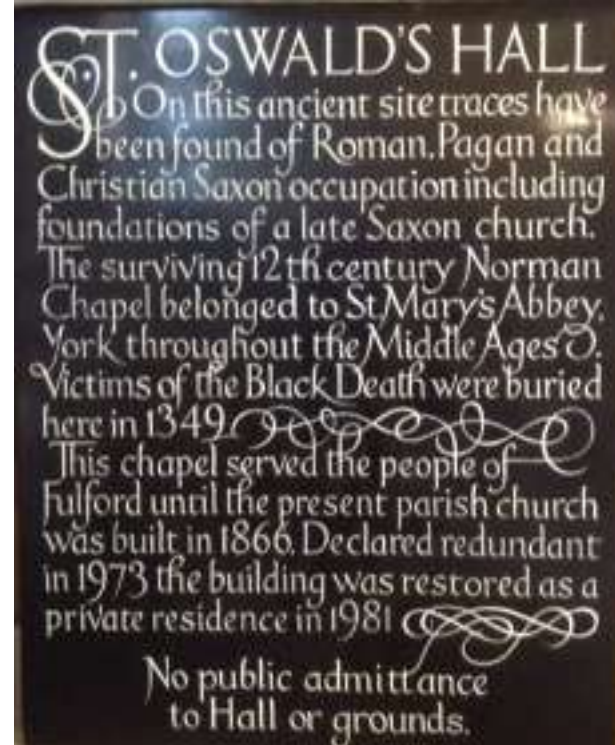 ST. OSWALD'S HALL
On this ancient site traces have
been found of Roman. Pagan and
Christian Saxon occupation including
foundations of a late Saxon church.
The surviving 12th century Norman
Chapel belonged to St. Mary's Abbey,
York throughout the Middle Ages.
Victims of the Black Death were buried
here in 1349.
This chapel served the people of
Fulford until the present parish church
was built in 1866. Declared redundant
in 1973 the building was restored as a
private residence in 1981
No public admittance
to Hall or grounds.